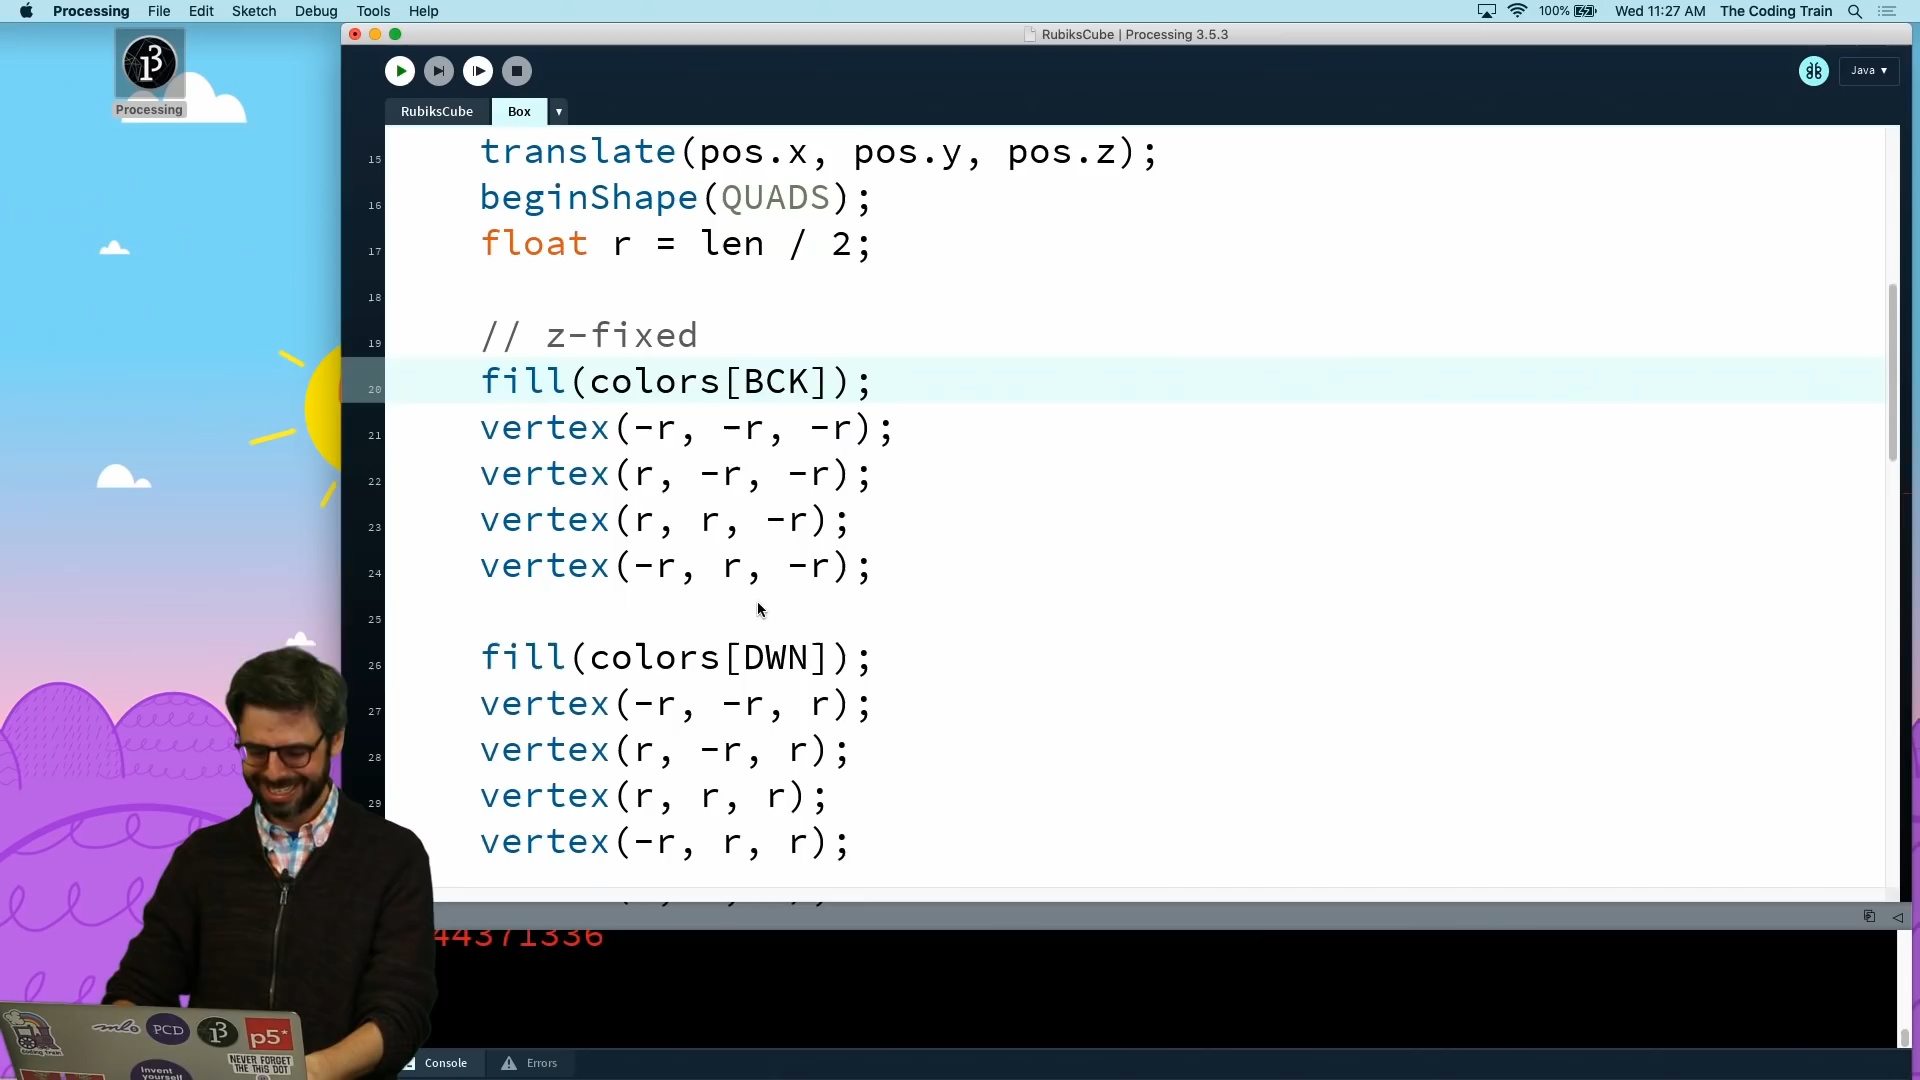 Processing File Edit Sketch Debug Tools Help
100% Wed 11:27 AM The Coding Train
RubiksCube | Processing 3.5.3
Processing
Java
RubiksCube Box
15 translate(pos.x, pos.y, pos.z);
16 beginShape(QUADS);
17 float r = len / 2;
18
19 // z-fixed
20 fill(colors[BCK]);
21 vertex(-r, -r, -r);
22 vertex(r, -r, -r);
23 vertex(r, r, -r);
24 vertex(-r, r, -r);
25
26 fill(colors[DWN]);
27 vertex(-r, -r, r);
28 vertex(r, -r, r);
29 vertex(r, r, r);
vertex(-r, r, r);
44371336
Console Errors
mlo PCD p5*
NEVER FORGET
THE THIS DOT
Invent
yourself